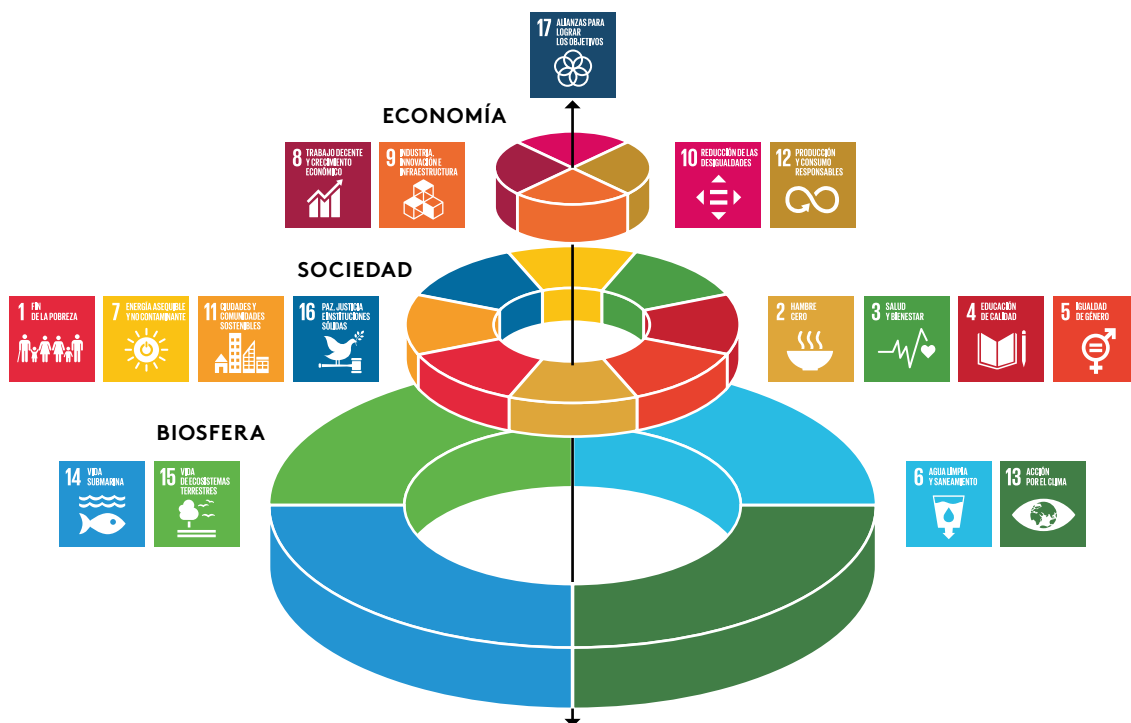 17 ALIANZAS PARA
LOGRAR
LOS OBJETIVOS
ECONOMÍA
8 TRABAJO DECENTE
Y CRECIMIENTO
ECONÓMICO
9 INDUSTRIA,
INNOVACIÓN E
INFRAESTRUCTURA
10 REDUCCIÓN DE LAS
DESIGUALDADES
12 PRODUCCIÓN
Y CONSUMO
RESPONSABLES
SOCIEDAD
1 FIN
DE LA POBREZA
7 ENERGÍA ASEQUIBLE
Y NO CONTAMINANTE
11 CIUDADES Y
COMUNIDADES
SOSTENIBLES
16 PAZ, JUSTICIA
E INSTITUCIONES
SÓLIDAS
2 HAMBRE
CERO
3 SALUD
Y BIENESTAR
4 EDUCACIÓN
DE CALIDAD
5 IGUALDAD
DE GÉNERO
BIOSFERA
14 VIDA
SUBMARINA
15 VIDA
DE ECOSISTEMAS
TERRESTRES
6 AGUA LIMPIA
Y SANEAMIENTO
13 ACCIÓN
POR EL CLIMA